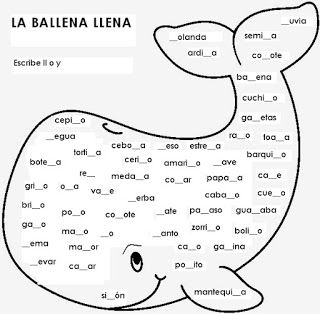 LA BALLENA LLENA
Escribe ll o y
__uvia
__olanda
semi__a
ardi__a
co__ote
ba__ena
cuchi__o
ga__etas
cepi__o
__egua
ra__o
toa__a
torti__a
cebo__a
__eso
estre__a
bote__a
ceri__o
amari__o
__ave
barqui__o
re__
meda__a
co__ar
papa__a
ca__e
gri__o
o__a
va__e
__erba
caba__o
cue__o
bri__o
po__o
co__ote
__ate
pa__aso
gua__aba
ga__o
ma__o
__o
__anto
zorri__o
boli__o
__ema
ma__or
ca__o
ga__ina
__evar
ca__ar
po__ito
si__ón
mantequi__a